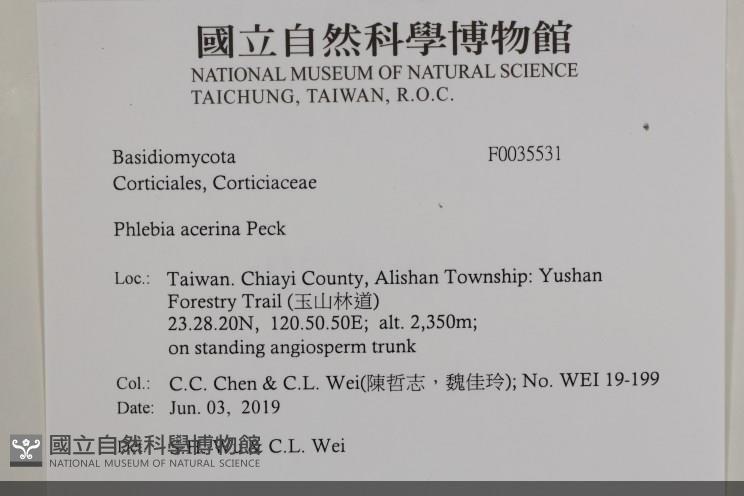 國立自然科學博物館
NATIONAL MUSEUM OF NATURAL SCIENCE
TAICHUNG, TAIWAN, R.O.C.
Basidiomycota F0035531
Corticiales, Corticiaceae
Phlebia acerina Peck
Loc.: Taiwan. Chiayi County, Alishan Township: Yushan
Forestry Trail (玉山林道)
23.28.20N, 120.50.50E; alt. 2,350m;
on standing angiosperm trunk
Col.: C.C. Chen & C.L. Wei(陳哲志，魏佳玲); No. WEI 19-199
Date: Jun. 03, 2019
& C.L. Wei
國立自然科學博物館
NATIONAL MUSEUM OF NATURAL SCIENCE